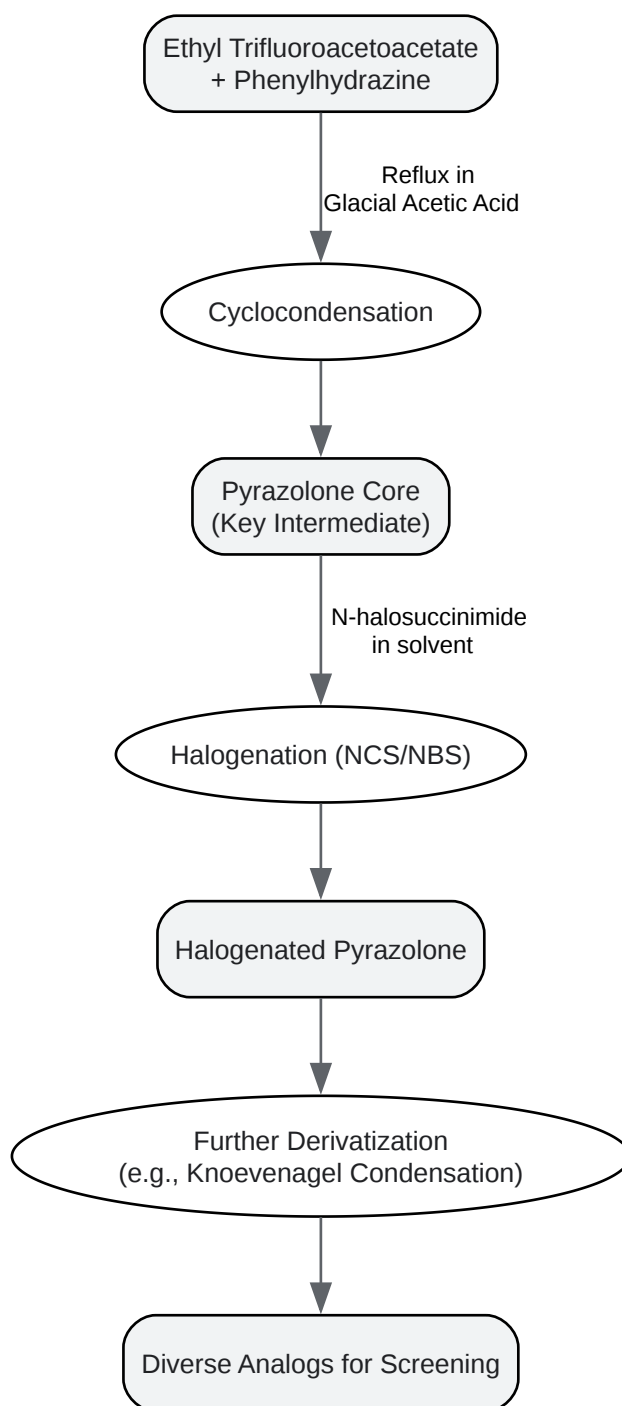 Ethyl Trifluoroacetoacetate
+ Phenylhydrazine
Reflux in
Glacial Acetic Acid
Cyclocondensation
Pyrazolone Core
(Key Intermediate)
N-halosuccinimide
in solvent
Halogenation (NCS/NBS)
Halogenated Pyrazolone
Further Derivatization
(e.g., Knoevenagel Condensation)
Diverse Analogs for Screening